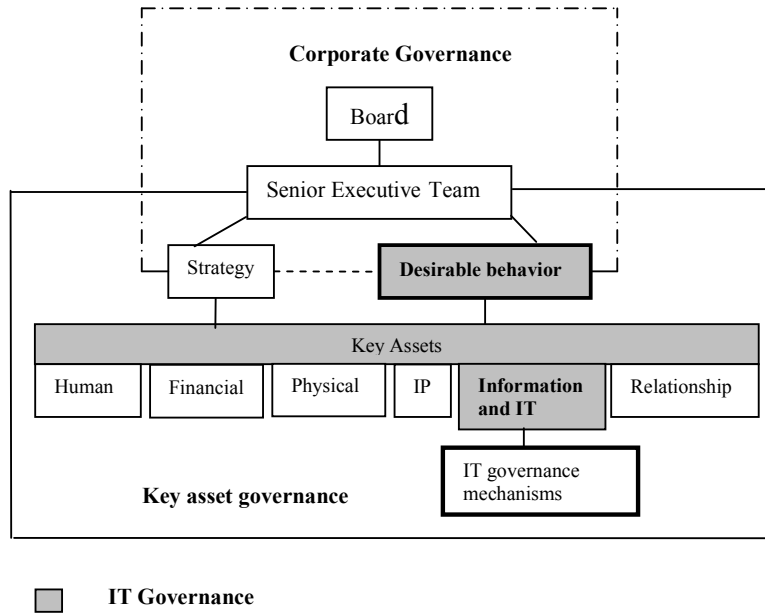 Corporate Governance
Board
Senior Executive Team
Strategy
Desirable behavior
Key Assets
Human
Financial
Physical
IP
Information
and IT
Relationship
IT governance
mechanisms
Key asset governance
IT Governance